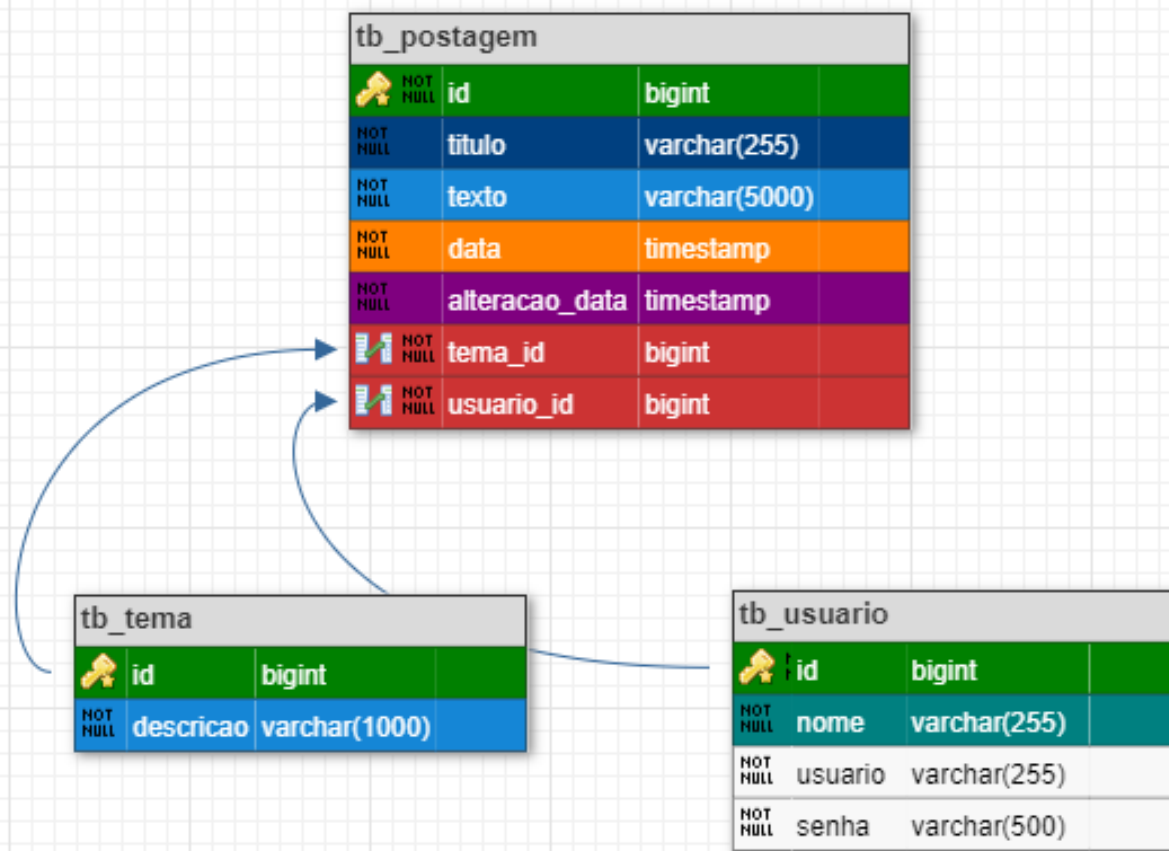 tb_postagem
NOT NULL id bigint
NOT NULL titulo varchar(255)
NOT NULL texto varchar(5000)
NOT NULL data timestamp
NOT NULL alteracao_data timestamp
NOT NULL tema_id bigint
NOT NULL usuario_id bigint
tb_tema
id bigint
NOT NULL descricao varchar(1000)
tb_usuario
id bigint
NOT NULL nome varchar(255)
NOT NULL usuario varchar(255)
NOT NULL senha varchar(500)